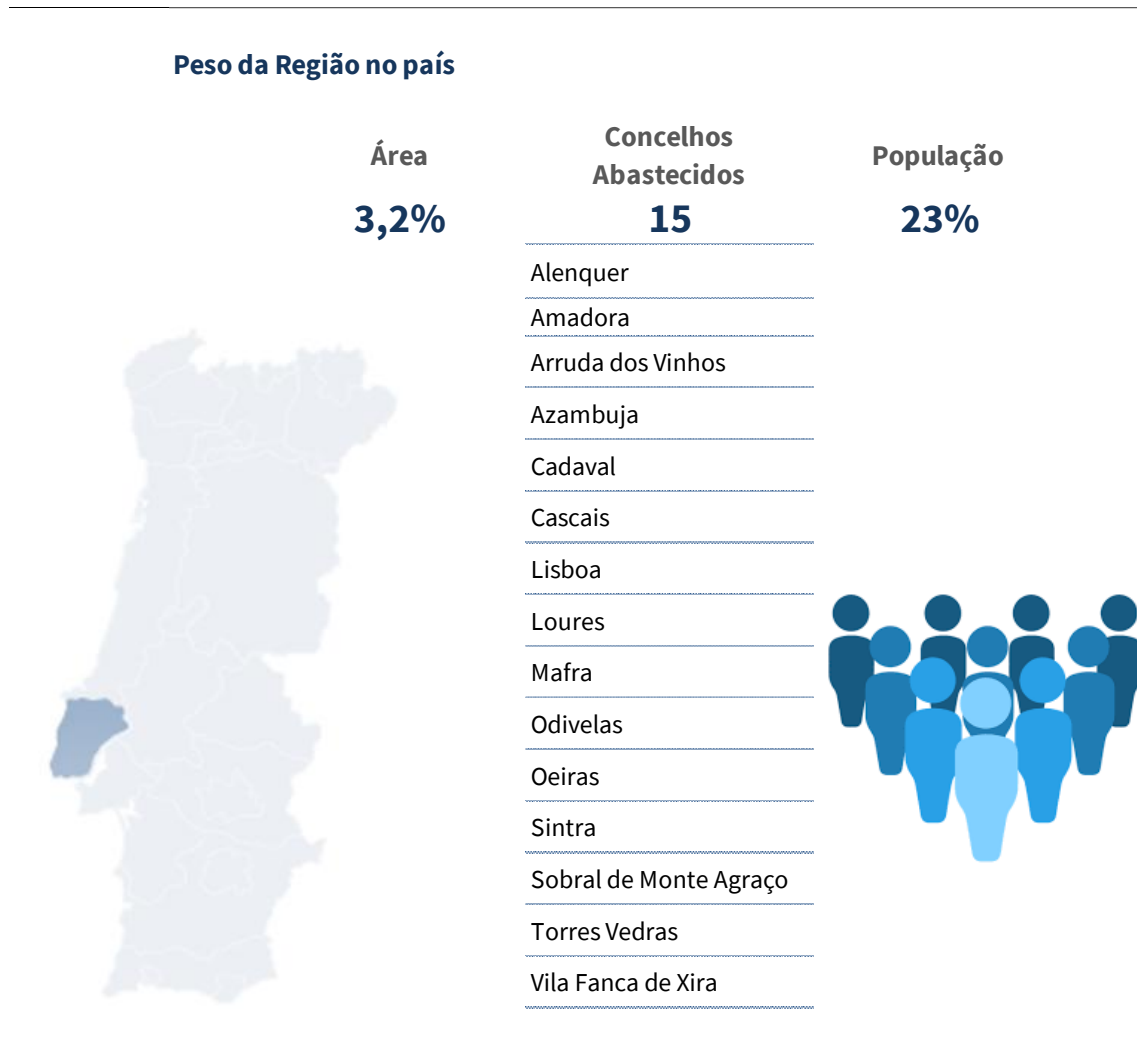 Peso da Região no país
Área
3,2%
Concelhos
Abastecidos
15
População
23%
Alenquer
Amadora
Arruda dos Vinhos
Azambuja
Cadaval
Cascais
Lisboa
Loures
Mafra
Odivelas
Oeiras
Sintra
Sobral de Monte Agraço
Torres Vedras
Vila Fanca de Xira